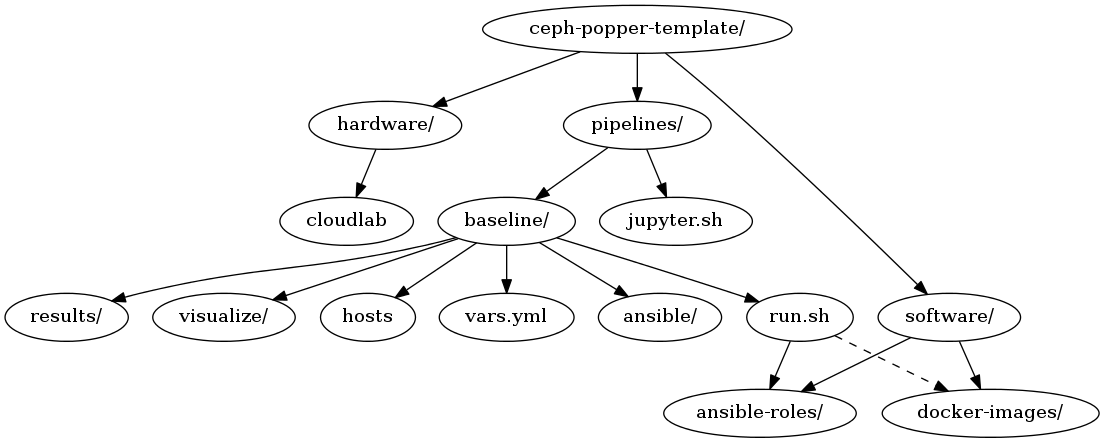 ceph-popper-template/
hardware/
pipelines/
cloudlab
baseline/
jupyter.sh
results/
visualize/
hosts
vars.yml
ansible/
run.sh
software/
ansible-roles/
docker-images/